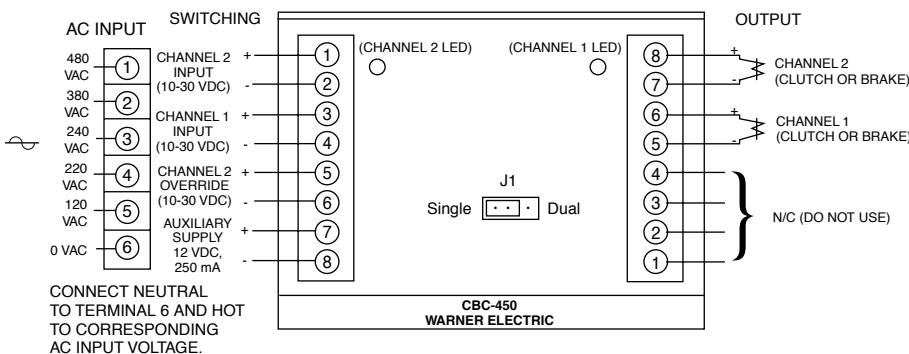 AC INPUT
480
VAC
1
380
VAC
2
240
VAC
3
220
VAC
4
120
VAC
5
0 VAC
6
CONNECT NEUTRAL
TO TERMINAL 6 AND HOT
TO CORRESPONDING
AC INPUT VOLTAGE.
SWITCHING
CHANNEL 2
INPUT
(10-30 VDC)
+
-
CHANNEL 1
INPUT
(10-30 VDC)
+
-
CHANNEL 2
OVERRIDE
(10-30 VDC)
+
-
AUXILIARY
SUPPLY
12 VDC,
250 mA
+
-
1
2
3
4
5
6
7
8
(CHANNEL 2 LED)
(CHANNEL 1 LED)
J1
Single
Dual
CBC-450
WARNER ELECTRIC
OUTPUT
8
7
6
5
4
3
2
1
+
-
CHANNEL 2
(CLUTCH OR BRAKE)
+
-
CHANNEL 1
(CLUTCH OR BRAKE)
N/C (DO NOT USE)